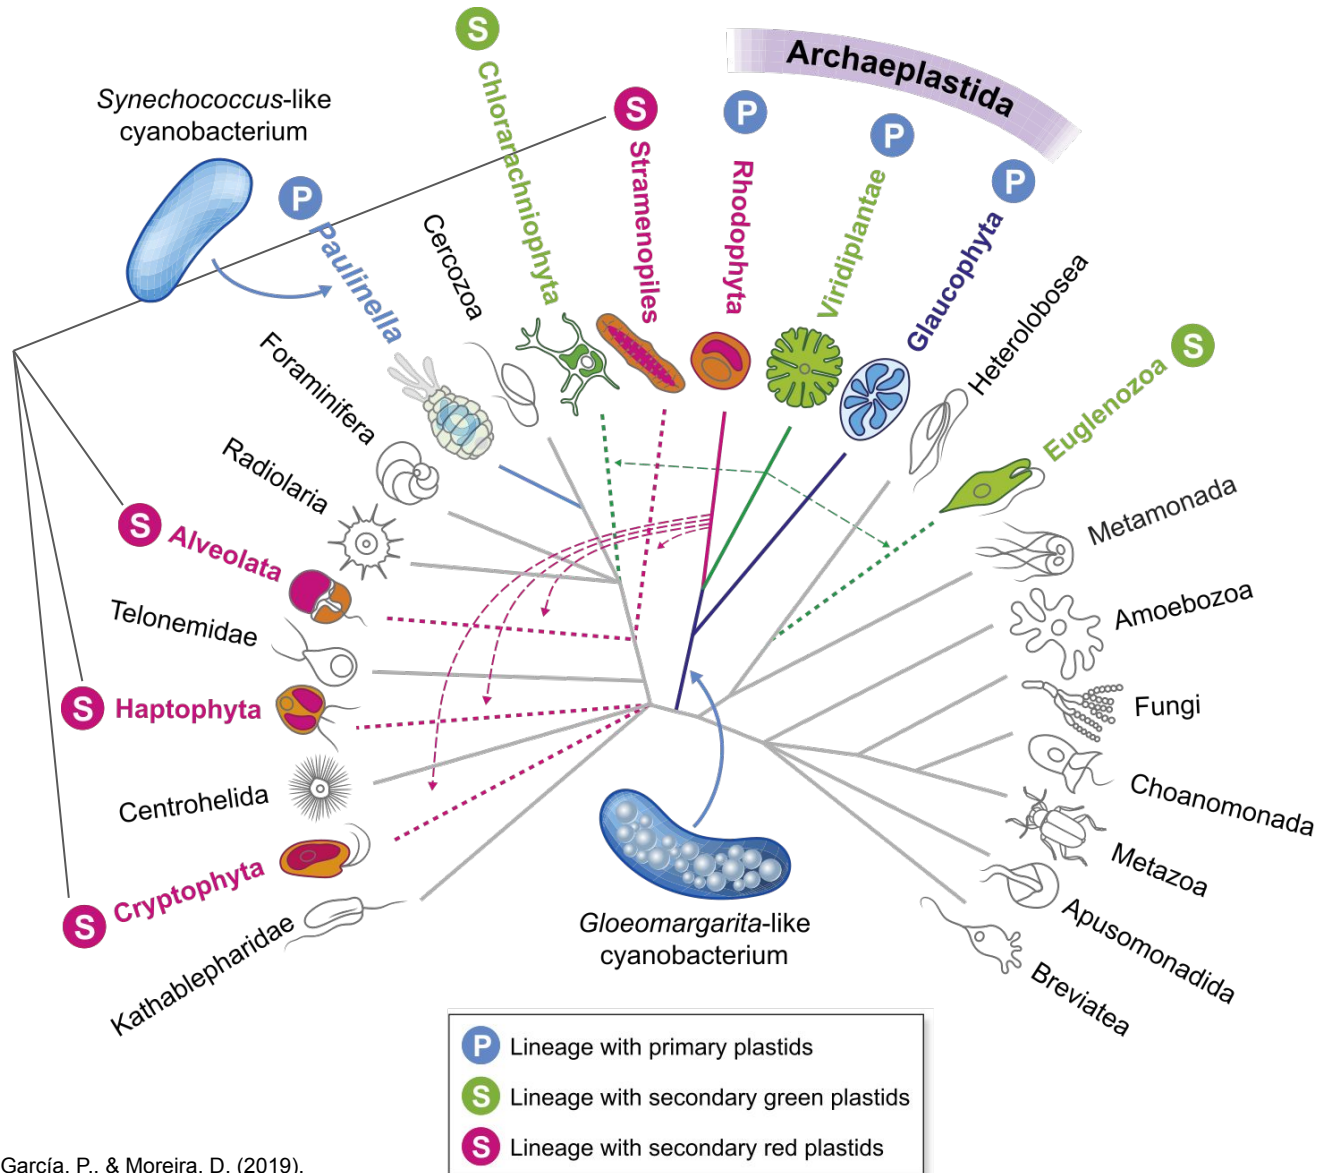 S
Archaeplastida
Synechococcus-like
cyanobacterium
Chlorarachniophyta
S
Stramenopiles
P
Rhodophyta
P
Viridiplantae
P
Glaucophyta
P
Paulinella
Cercozoa
Heterolobosea
Foraminifera
Euglenozoa
S
Radiolaria
Metamonada
S
Alveolata
Amoebozoa
Telonemidae
Fungi
S
Haptophyta
Choanomonada
Centrohelida
Metazoa
S
Cryptophyta
Apusomonadida
Kathablepharidae
Breviatea
Gloeomargarita-like
cyanobacterium
P Lineage with primary plastids
S Lineage with secondary green plastids
S Lineage with secondary red plastids
García, P., & Moreira, D. (2019).